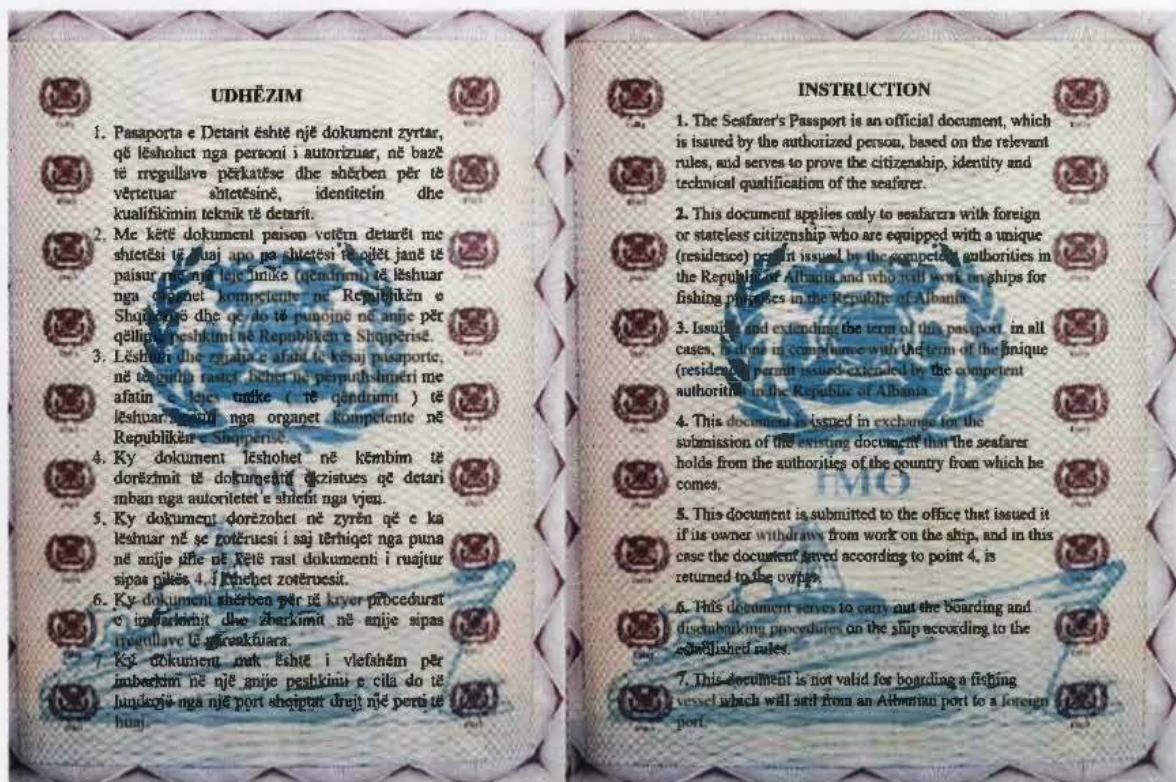 UDHËZIM
1. Pasaporta e Detarit është një dokument zyrtar,
që lëshohet nga personi i autorizuar, në bazë
të rregullave përkatëse dhe shërben për të
vërtetuar shtetësinë, identitetin dhe
kualifikimin teknik të detarit.
2. Me këtë dokument paisen vetëm detarët me
shtetësi të huaj apo pa shtetësi të cilët janë të
paisur me një leje unike (qëndrimi) të lëshuar
nga organet kompetente në Republikën e
Shqipërisë dhe që do të punojnë në anije për
qëllime peshkimi në Republikën e Shqipërisë.
3. Lëshimi dhe zgjatja e afatit të kësaj pasaporte,
në të gjitha rastet, bëhet në përputhshmëri me
afatin lejes unike ( të qëndrimit ) të
lëshuar nga organet kompetente në
Republikën e Shqipërisë.
4. Ky dokument lëshohet në këmbim të
dorëzimit të dokumentit ekzistues që detari
mban nga autoritetet e shtetit nga vjen.
5. Ky dokument dorëzohet në zyrën që e ka
lëshuar në se zotëruesi i saj tërhiqet nga puna
në anije dhe në këtë rast dokumenti i ruajtur
sipas pikës 4, i kthehet zotëruesit.
6. Ky dokument shërben për të kryer procedurat
e imbarkimit dhe zbarkimit në anije sipas
rregullave të përcaktuara.
7. Ky dokument nuk është i vlefshëm për
imbarkim në një anije peshkimi e cila do të
lundrojë nga një port shqiptar drejt një porti të
huaj.
INSTRUCTION
1. The Seafarer's Passport is an official document, which
is issued by the authorized person, based on the relevant
rules, and serves to prove the citizenship, identity and
technical qualification of the seafarer.
2. This document applies only to seafarers with foreign
or stateless citizenship who are equipped with a unique
(residence) permit issued by the competent authorities in
the Republic of Albania and who will work on ships for
fishing purposes in the Republic of Albania.
3. Issuing and extending the term of this passport, in all
cases, is done in compliance with the term of the unique
(residence) permit issued/extended by the competent
authorities in the Republic of Albania.
4. This document is issued in exchange for the
submission of the existing document that the seafarer
holds from the authorities of the country from which he
comes.
IMO
5. This document is submitted to the office that issued it
if its owner withdraws from work on the ship, and in this
case the document saved according to point 4, is
returned to the owner.
6. This document serves to carry out the boarding and
disembarking procedures on the ship according to the
established rules.
7. This document is not valid for boarding a fishing
vessel which will sail from an Albanian port to a foreign
port.